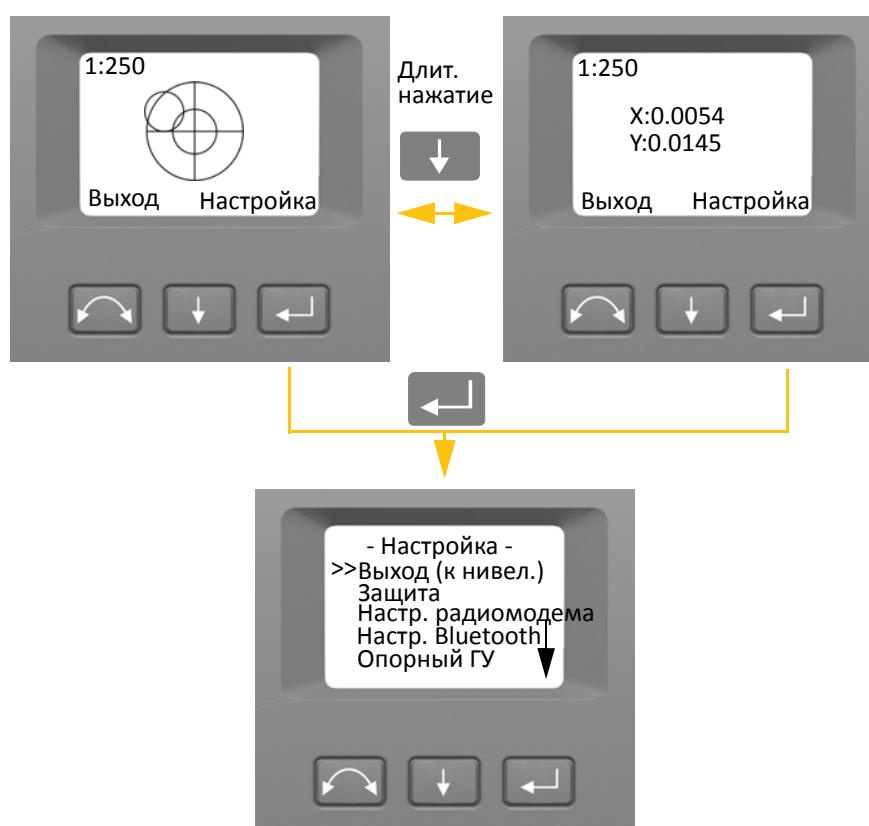 1:250
Выход Настройка
Длит.
нажатие
1:250
X:0.0054
Y:0.0145
Выход Настройка
- Настройка -
>>Выход (к нивел.)
Защита
Настр. радиомодема
Настр. Bluetooth
Опорный ГУ